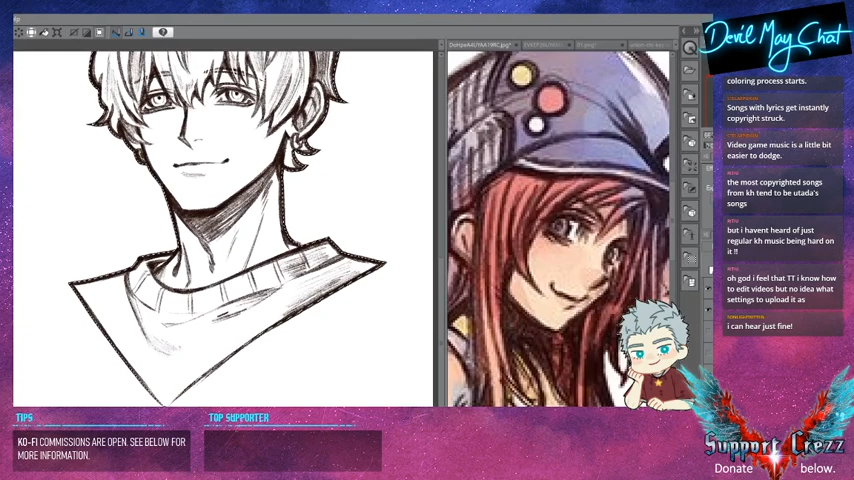 Devil May Chat
coloring process starts.
Songs with lyrics get instantly
copyright struck.
Video game music is a little bit
easier to dodge.
the most copyrighted songs
from kh tend to be utada's
songs
but i havent heard of just
regular kh music being hard on
it !!
oh god i feel that TT i know how
to edit videos but no idea what
settings to upload it as
i can hear just fine!
TIPS
TOP SUPPORTER
KO-FI COMMISSIONS ARE OPEN. SEE BELOW FOR
MORE INFORMATION.
Support Crezz
Donate below.